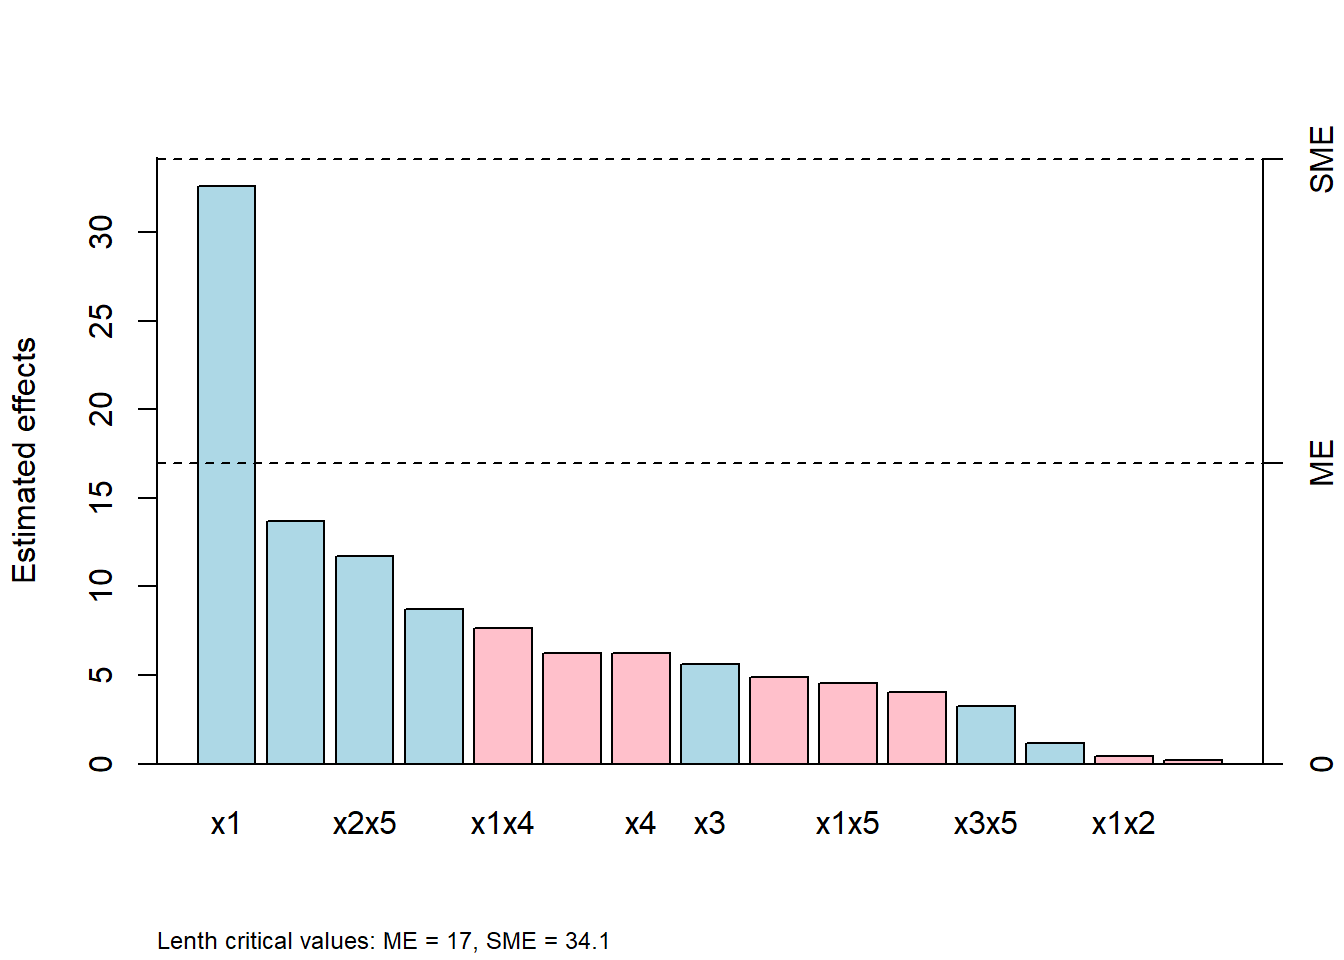 SME
30
25
20
15
10
5
0
Estimated effects
ME
0
x1 x2x5 x1x4 x4 x3 x1x5 x3x5 x1x2
Lenth critical values: ME = 17, SME = 34.1